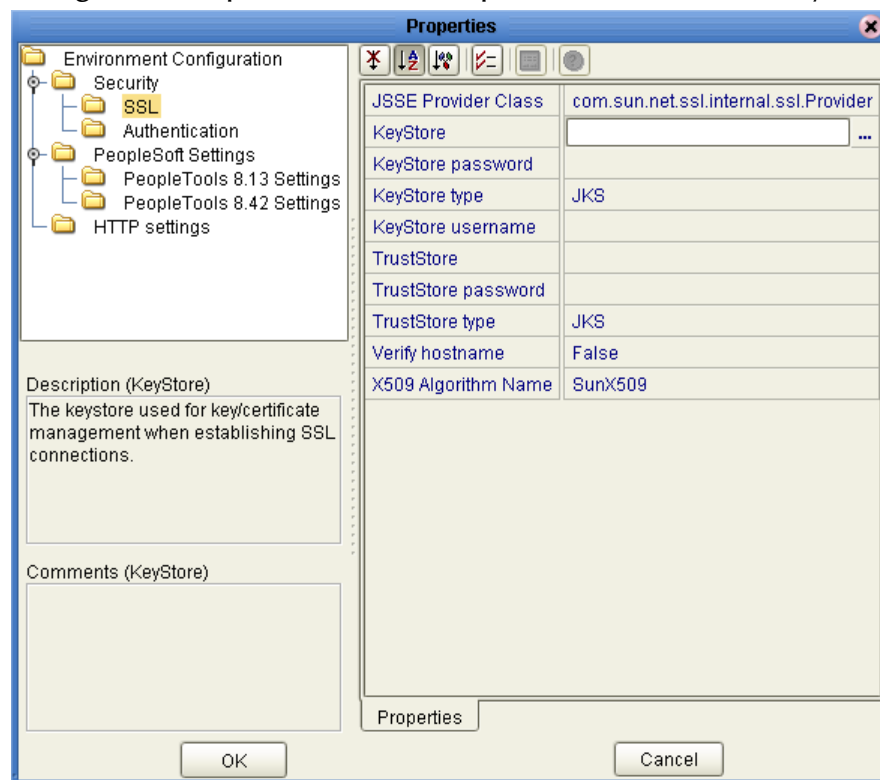 Properties
Environment Configuration
Security
SSL
Authentication
PeopleSoft Settings
PeopleTools 8.13 Settings
PeopleTools 8.42 Settings
HTTP settings
Description (KeyStore)
The keystore used for key/certificate
management when establishing SSL
connections.
Comments (KeyStore)
JSSE Provider Class com.sun.net.ssl.internal.ssl.Provider
KeyStore ...
KeyStore password
KeyStore type JKS
KeyStore username
TrustStore
TrustStore password
TrustStore type JKS
Verify hostname False
X509 Algorithm Name SunX509
Properties
OK Cancel